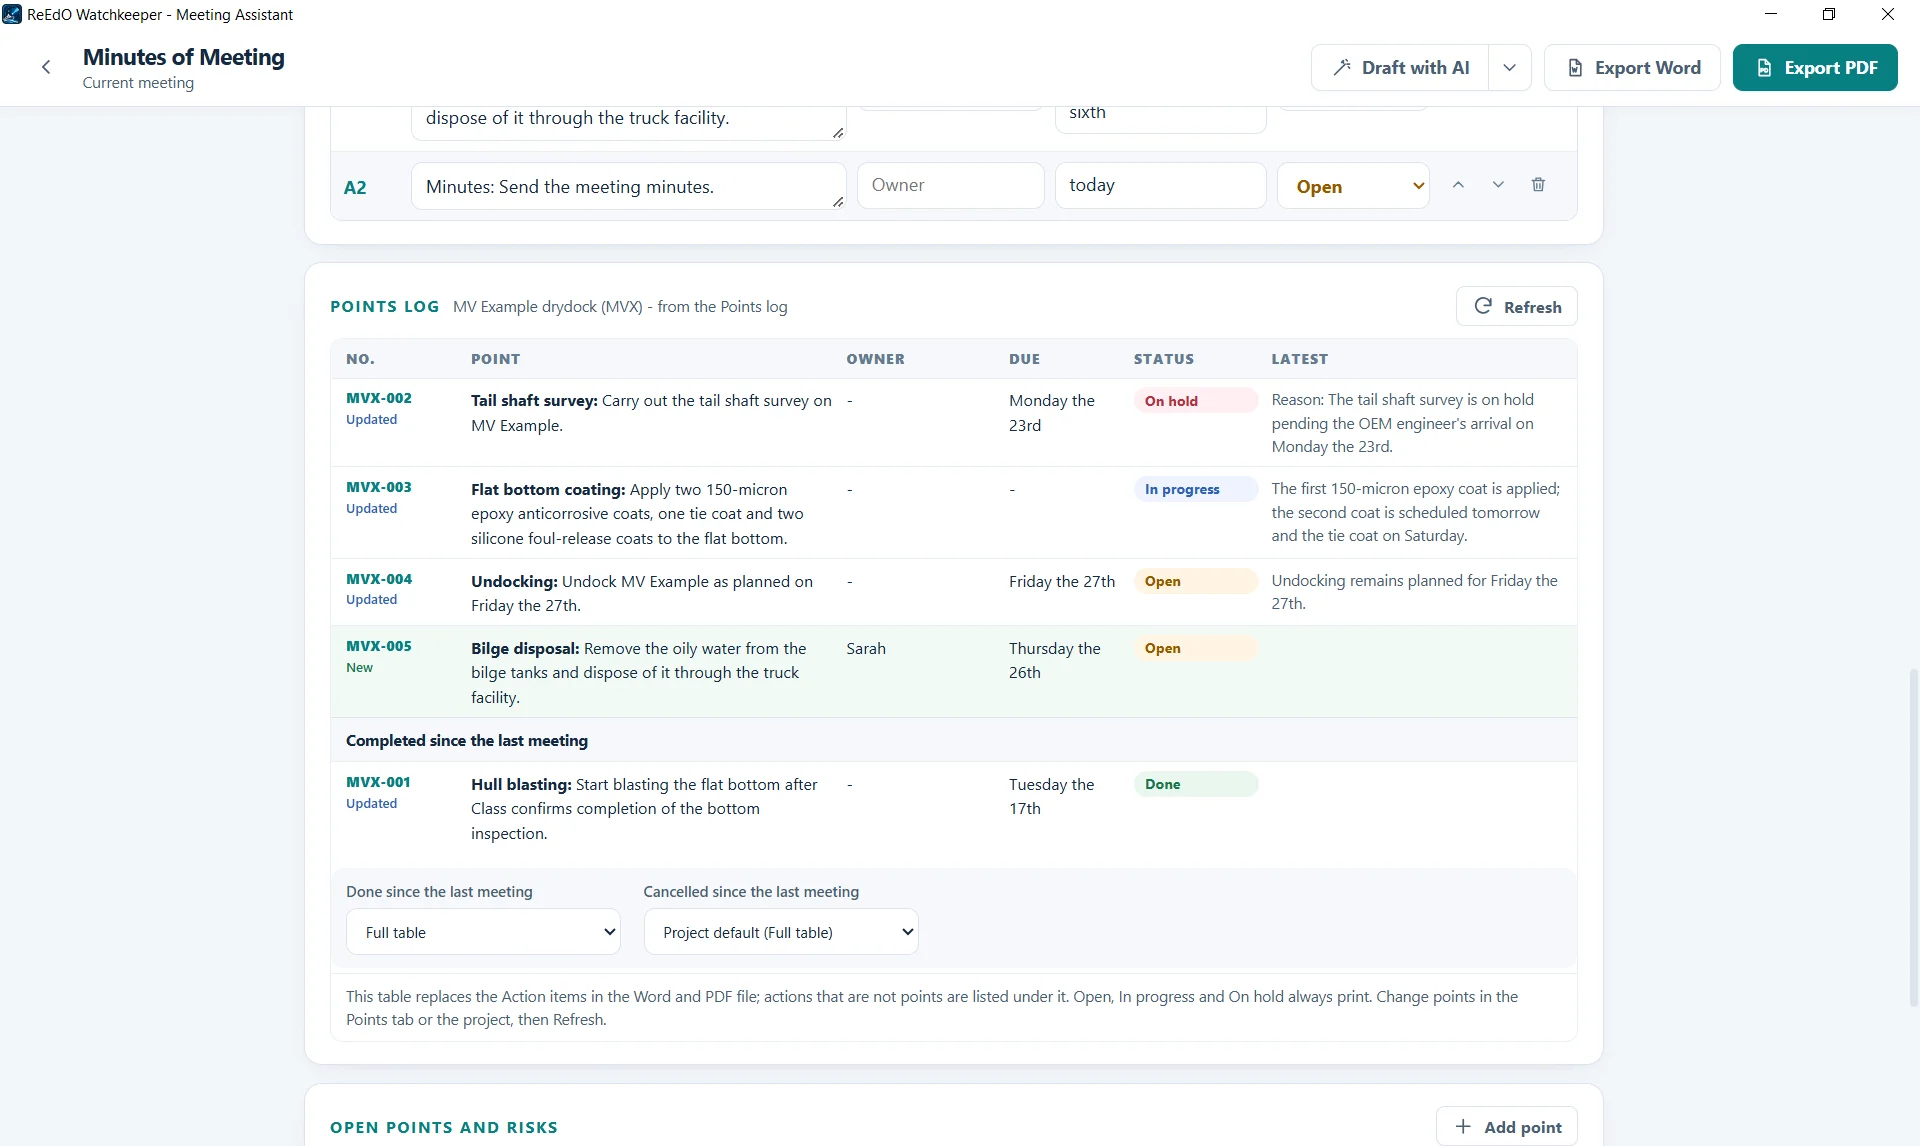 ReEdO Watchkeeper - Meeting Assistant
Minutes of Meeting
Current meeting
Draft with AI
Export Word
Export PDF
dispose of it through the truck facility.
sixth
A2
Minutes: Send the meeting minutes.
Owner
today
Open
POINTS LOG
MV Example drydock (MVX) - from the Points log
Refresh
NO.
POINT
OWNER
DUE
STATUS
LATEST
MVX-002
Updated
Tail shaft survey: Carry out the tail shaft survey on
MV Example.
-
Monday the
23rd
On hold
Reason: The tail shaft survey is on hold
pending the OEM engineer's arrival on
Monday the 23rd.
MVX-003
Updated
Flat bottom coating: Apply two 150-micron
epoxy anticorrosive coats, one tie coat and two
silicone foul-release coats to the flat bottom.
-
-
In progress
The first 150-micron epoxy coat is applied;
the second coat is scheduled tomorrow
and the tie coat on Saturday.
MVX-004
Updated
Undocking: Undock MV Example as planned on
Friday the 27th.
-
Friday the 27th
Open
Undocking remains planned for Friday the
27th.
MVX-005
New
Bilge disposal: Remove the oily water from the
bilge tanks and dispose of it through the truck
facility.
Sarah
Thursday the
26th
Open
Completed since the last meeting
MVX-001
Updated
Hull blasting: Start blasting the flat bottom after
Class confirms completion of the bottom
inspection.
-
Tuesday the
17th
Done
Done since the last meeting
Full table
Cancelled since the last meeting
Project default (Full table)
This table replaces the Action items in the Word and PDF file; actions that are not points are listed under it. Open, In progress and On hold always print. Change points in the
Points tab or the project, then Refresh.
OPEN POINTS AND RISKS
Add point